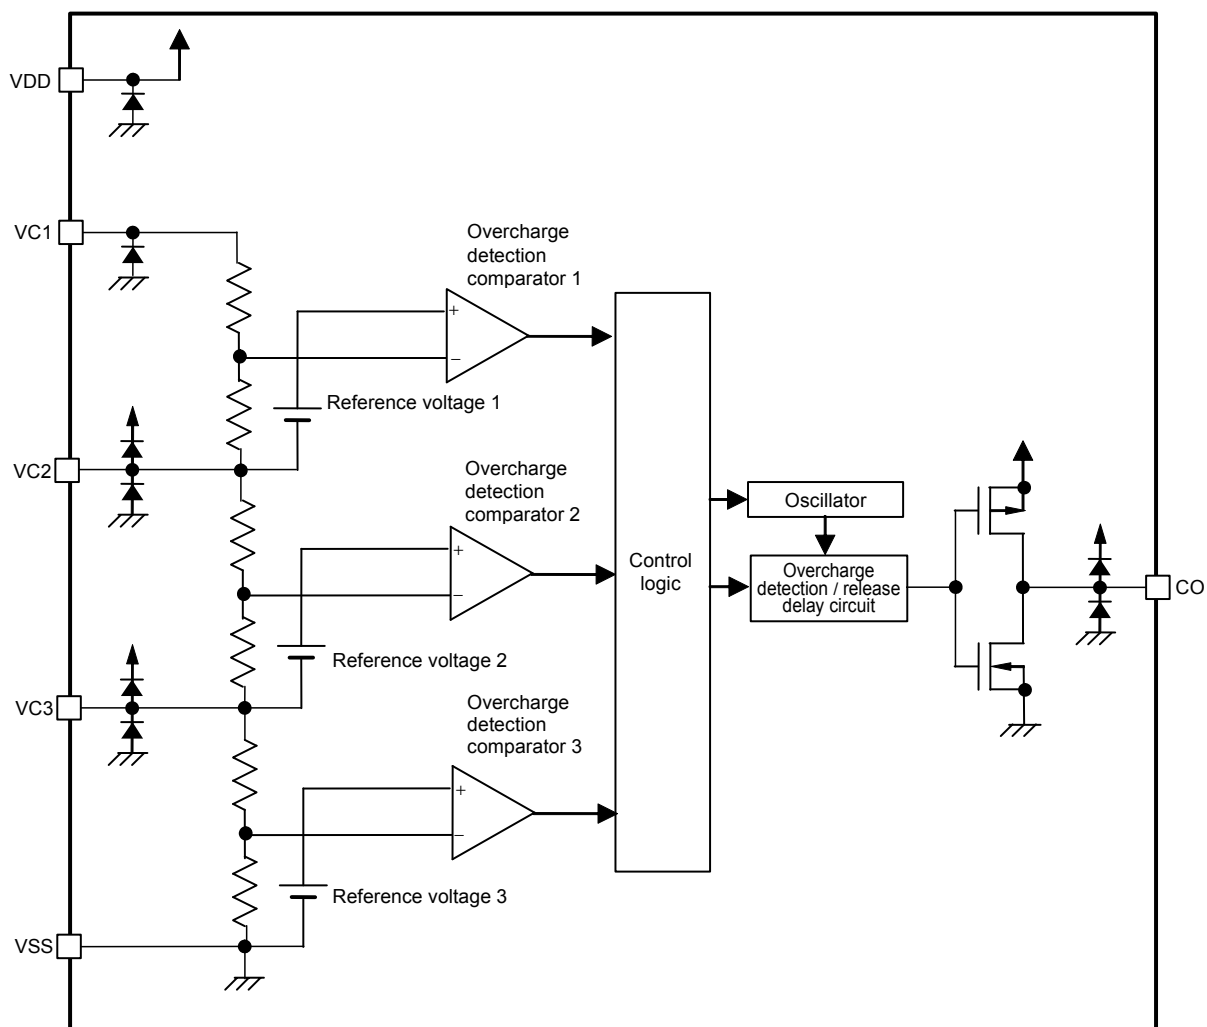 VDD
VC1
Overcharge
detection
comparator 1
+
−
Reference voltage 1
VC2
Overcharge
detection
comparator 2
+
−
Reference voltage 2
Control
logic
Oscillator
Overcharge
detection / release
delay circuit
CO
VC3
Overcharge
detection
comparator 3
+
−
Reference voltage 3
VSS